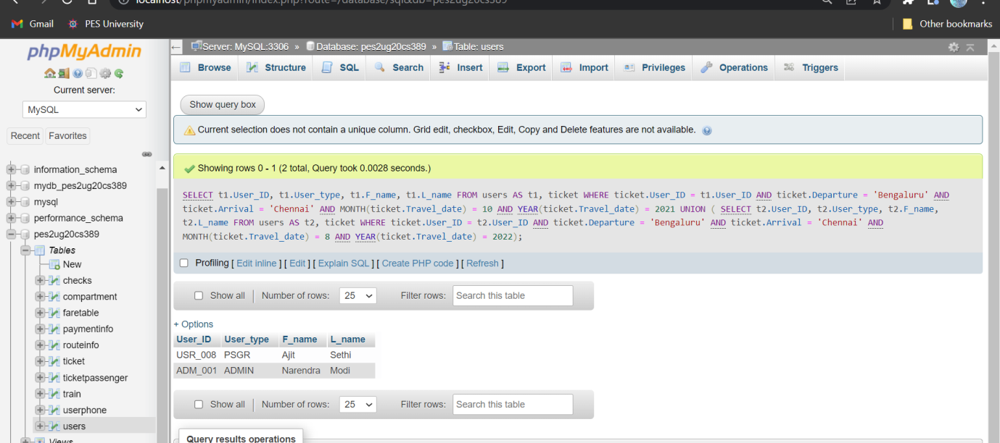 localhost/phpmyadmin/index.php?route=/database/sql&db=pes2ug20cs389
Gmail PES University Other bookmarks
phpMyAdmin
Current server:
MySQL
Recent Favorites
information_schema
mydb_pes2ug20cs389
mysql
performance_schema
pes2ug20cs389
Tables
New
checks
compartment
faretable
paymentinfo
routeinfo
ticket
ticketpassenger
train
userphone
users
Views
Server: MySQL:3306 » Database: pes2ug20cs389 » Table: users
Browse Structure SQL Search Insert Export Import Privileges Operations Triggers
Show query box
Current selection does not contain a unique column. Grid edit, checkbox, Edit, Copy and Delete features are not available.
Showing rows 0 - 1 (2 total, Query took 0.0028 seconds.)
SELECT t1.User_ID, t1.User_type, t1.F_name, t1.L_name FROM users AS t1, ticket WHERE ticket.User_ID = t1.User_ID AND ticket.Departure = 'Bengaluru' AND
ticket.Arrival = 'Chennai' AND MONTH(ticket.Travel_date) = 10 AND YEAR(ticket.Travel_date) = 2021 UNION ( SELECT t2.User_ID, t2.User_type, t2.F_name,
t2.L_name FROM users AS t2, ticket WHERE ticket.User_ID = t2.User_ID AND ticket.Departure = 'Bengaluru' AND ticket.Arrival = 'Chennai' AND
MONTH(ticket.Travel_date) = 8 AND YEAR(ticket.Travel_date) = 2022);
Profiling [ Edit inline ] [ Edit ] [ Explain SQL ] [ Create PHP code ] [ Refresh ]
Show all Number of rows: 25 Filter rows: Search this table
+ Options
User_ID User_type F_name L_name
USR_008 PSGR Ajit Sethi
ADM_001 ADMIN Narendra Modi
Show all Number of rows: 25 Filter rows: Search this table
Query results operations